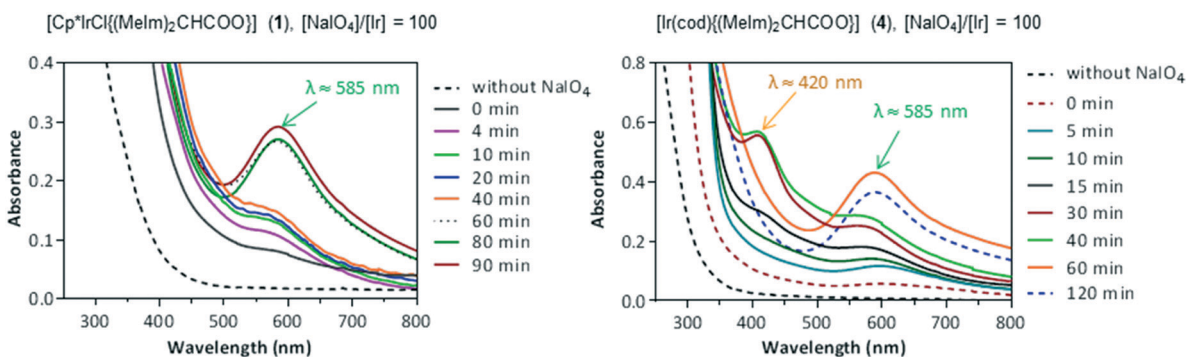 [Cp*IrCl{(MeIm)2CHCOO}] (1), [NaIO4]/[Ir] = 100
0.4
0.3
0.2
0.1
0.0
Absorbance
300 400 500 600 700 800
Wavelength (nm)
λ ≈ 585 nm
without NaIO4
0 min
4 min
10 min
20 min
40 min
60 min
80 min
90 min
[Ir(cod){(MeIm)2CHCOO}] (4), [NaIO4]/[Ir] = 100
0.8
0.6
0.4
0.2
0.0
Absorbance
300 400 500 600 700 800
Wavelength (nm)
λ ≈ 420 nm
λ ≈ 585 nm
without NaIO4
0 min
5 min
10 min
15 min
30 min
40 min
60 min
120 min